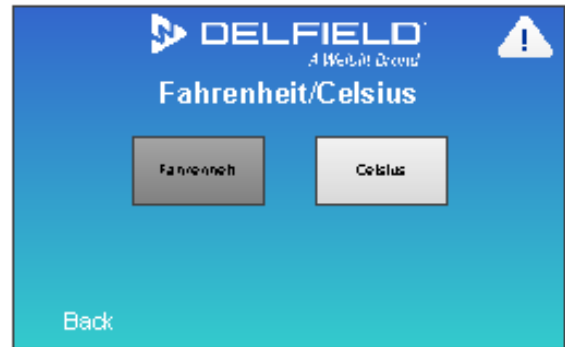 DELFIELD
A Welbilt Brand
Fahrenheit/Celsius
Fahrenheit
Celsius
Back